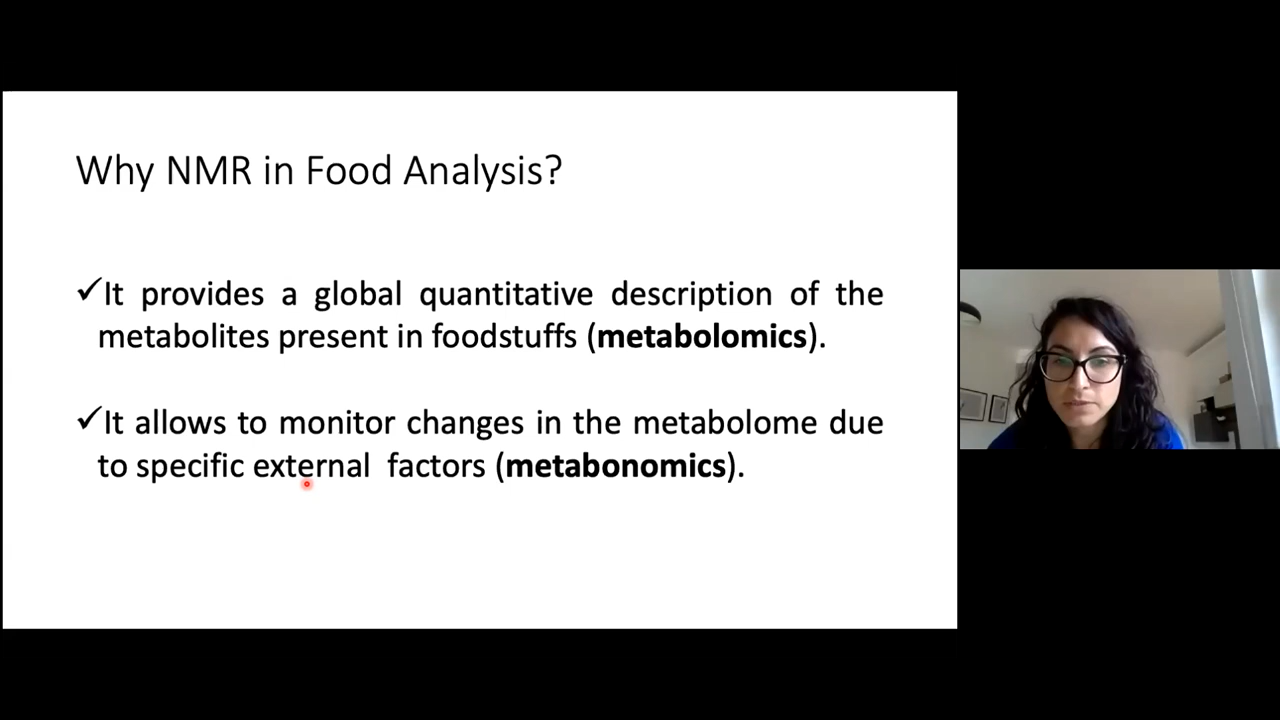 Why NMR in Food Analysis?
✓It provides a global quantitative description of the
metabolites present in foodstuffs (metabolomics).
✓It allows to monitor changes in the metabolome due
to specific external factors (metabonomics).